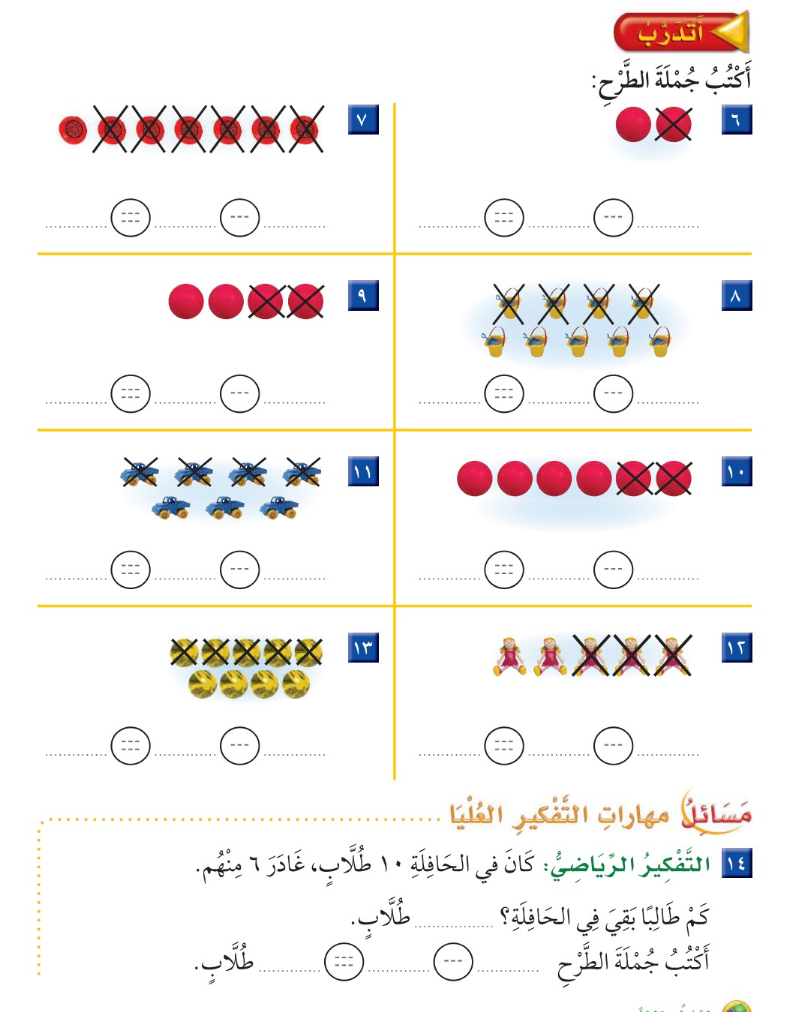 أَتَدَرَّبُ
أَكْتُبُ جُمْلَةَ الطَّرْحِ:
٦
٧
٨
٩
١٠
١١
١٢
١٣
مَسَائِلُ مهاراتِ التَّفْكيرِ العُلْيَا
١٤ التَّفْكِيرُ الرِّيَاضِيُّ: كَانَ في الحَافِلَةِ ١٠ طُلَّابٍ، غَادَرَ ٦ مِنْهُم.
كَمْ طَالِبًا بَقِيَ فِي الحَافِلَةِ؟ .................. طُلَّابٍ.
أَكْتُبُ جُمْلَةَ الطَّرْحِ .............. --- .............. === .............. طُلَّابٍ.